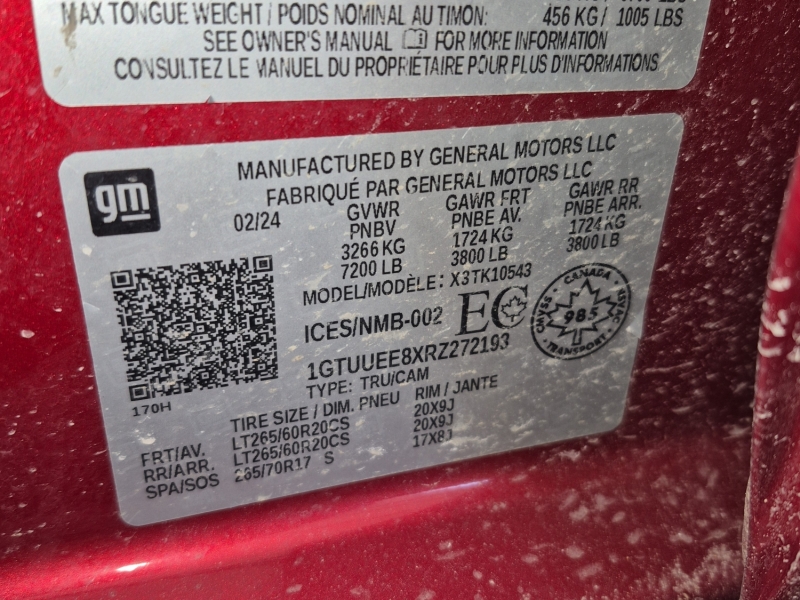 MAX TONGUE WEIGHT / POIDS NOMINAL AU TIMON: 456 KG / 1005 LBS
SEE OWNER'S MANUAL FOR MORE INFORMATION
CONSULTEZ LE MANUEL DU PROPRIÉTAIRE POUR PLUS D'INFORMATIONS
gm
MANUFACTURED BY GENERAL MOTORS LLC
FABRIQUÉ PAR GENERAL MOTORS LLC
02/24 GVWR GAWR FRT GAWR RR
PNBV PNBE AV. PNBE ARR.
3266 KG 1724 KG 1724 KG
7200 LB 3800 LB 3800 LB
MODEL/MODÈLE: X3TK10543
ICES/NMB-002 EC
CANADA
985
TRANSPORT
1GTUUEE8XRZ272193
TYPE: TRU/CAM
170H
TIRE SIZE / DIM. PNEU RIM / JANTE
FRT/AV. LT265/60R20CS 20X9J
RR/ARR. LT265/60R20CS 20X9J
SPA/SOS 265/70R17 S 17X8J